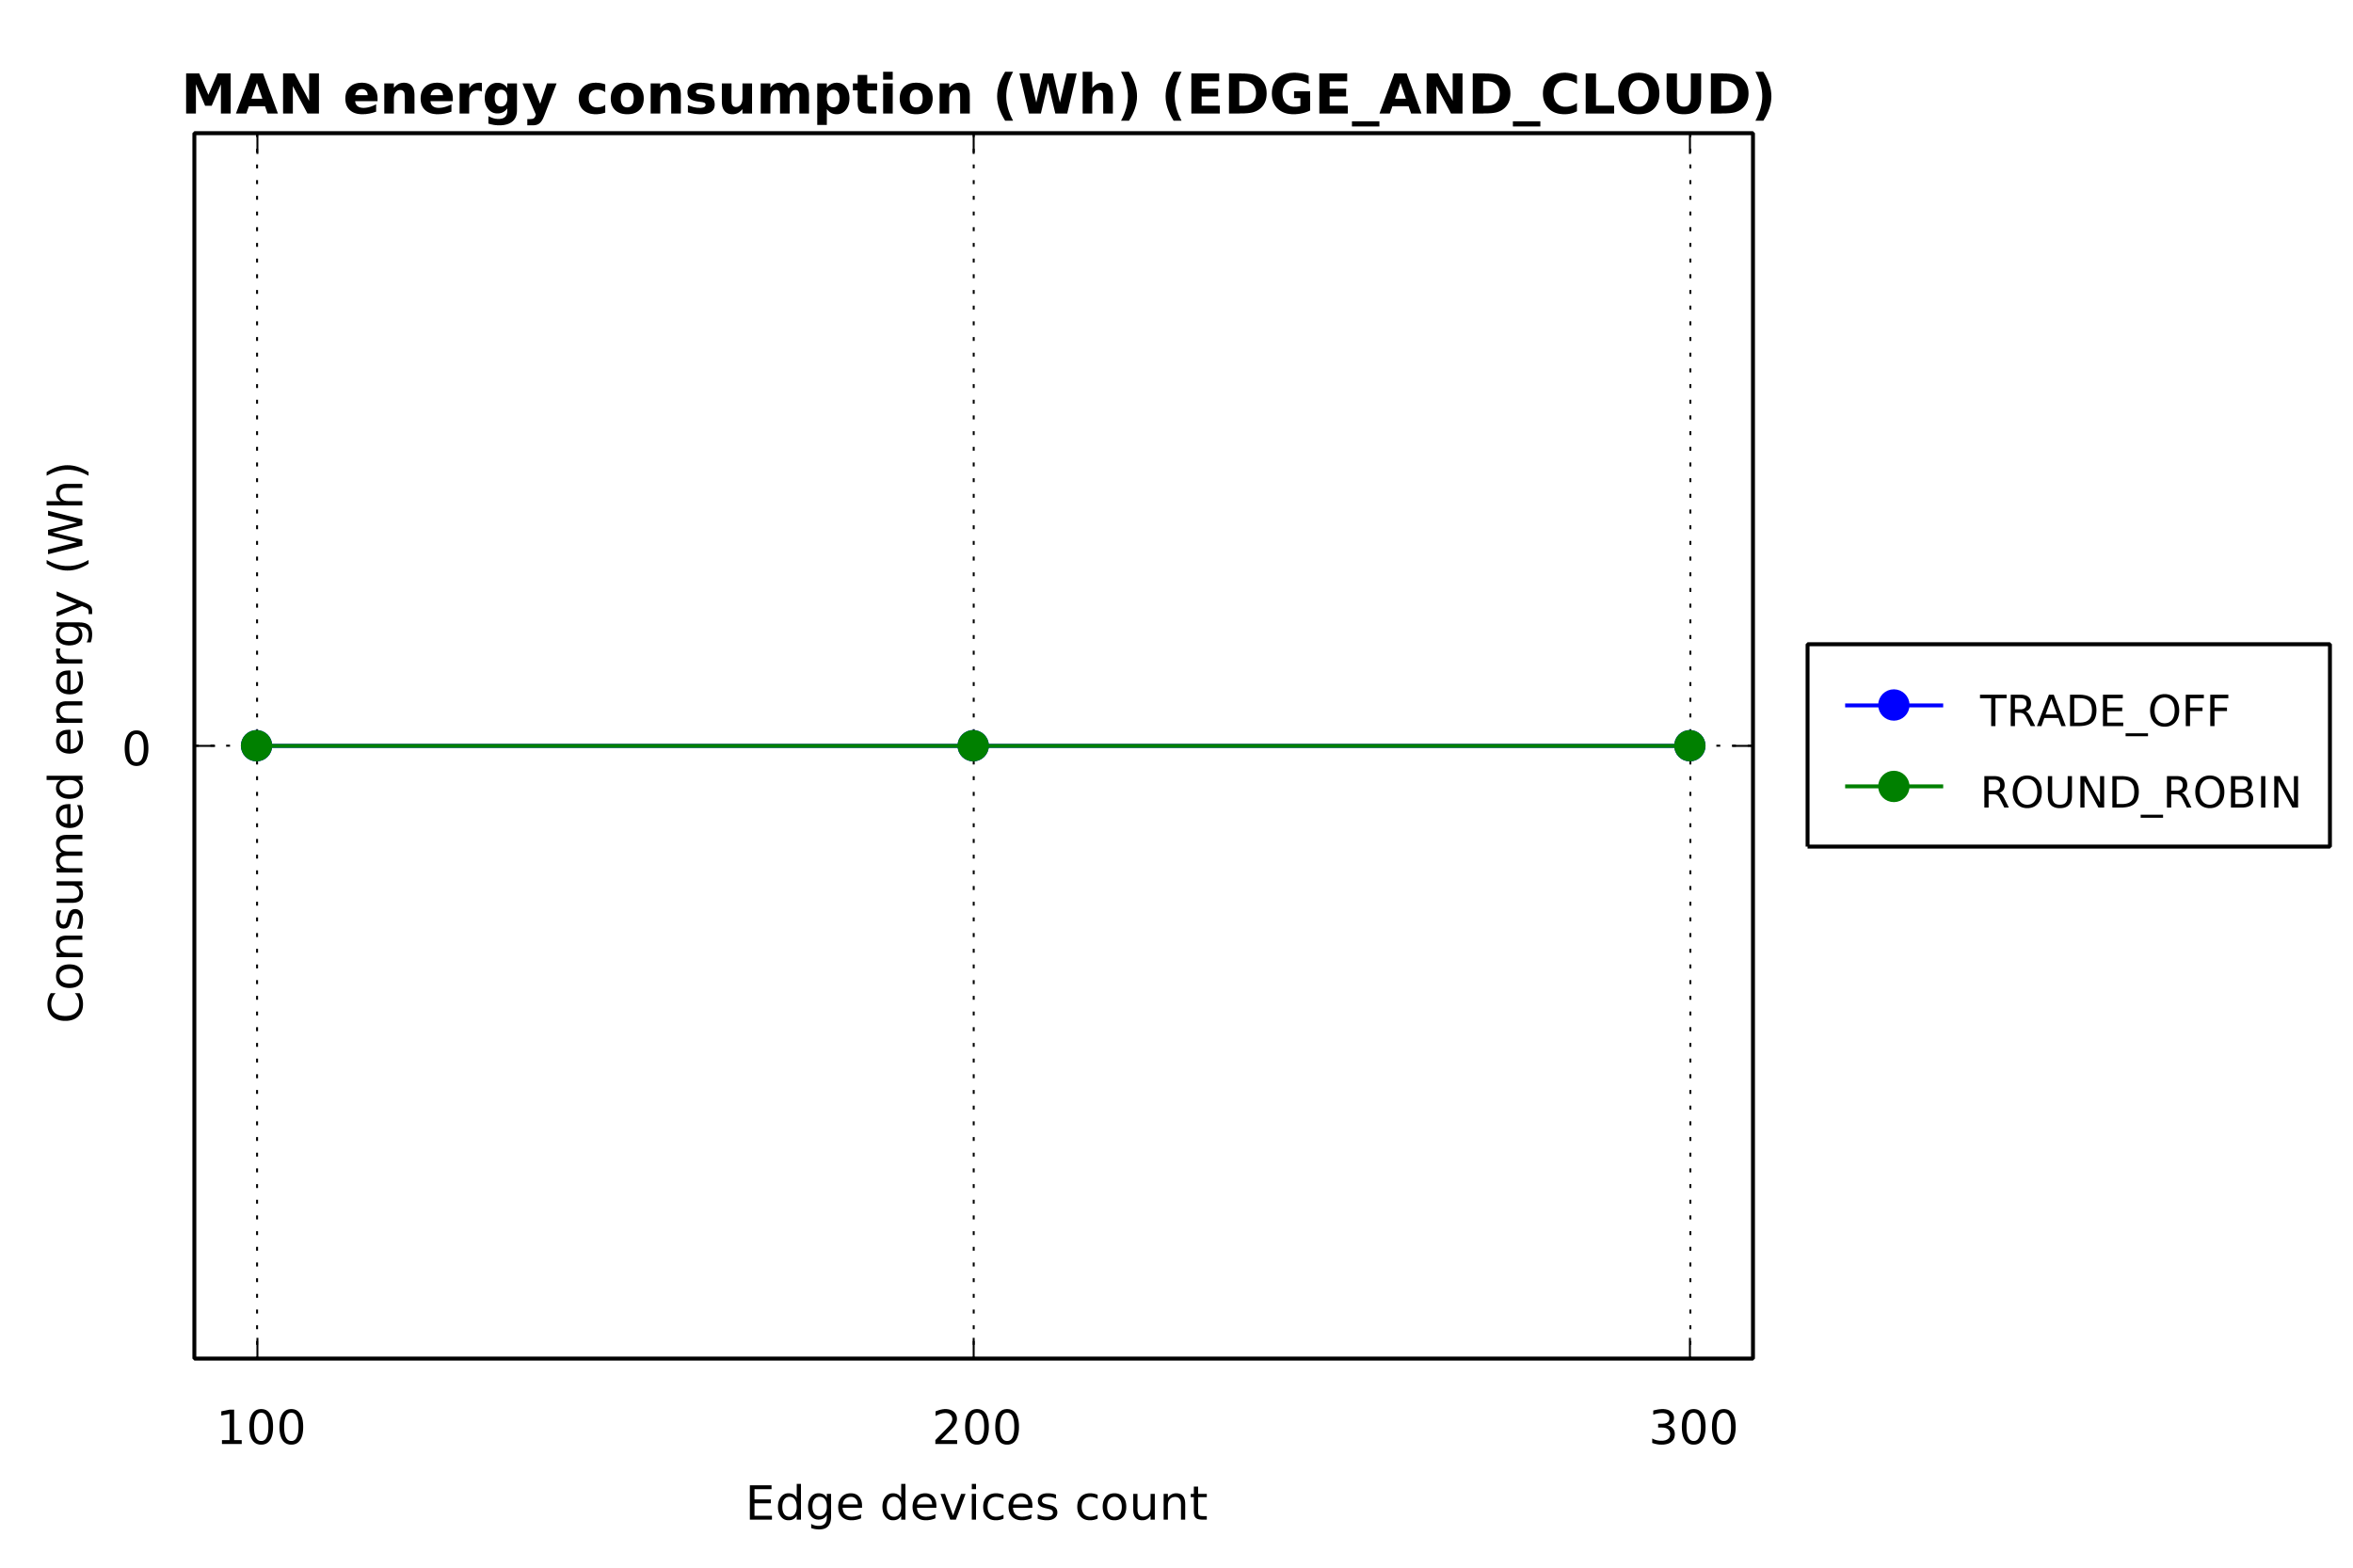 MAN energy consumption (Wh) (EDGE_AND_CLOUD)
Consumed energy (Wh)
0
TRADE_OFF
ROUND_ROBIN
100 200 300
Edge devices count